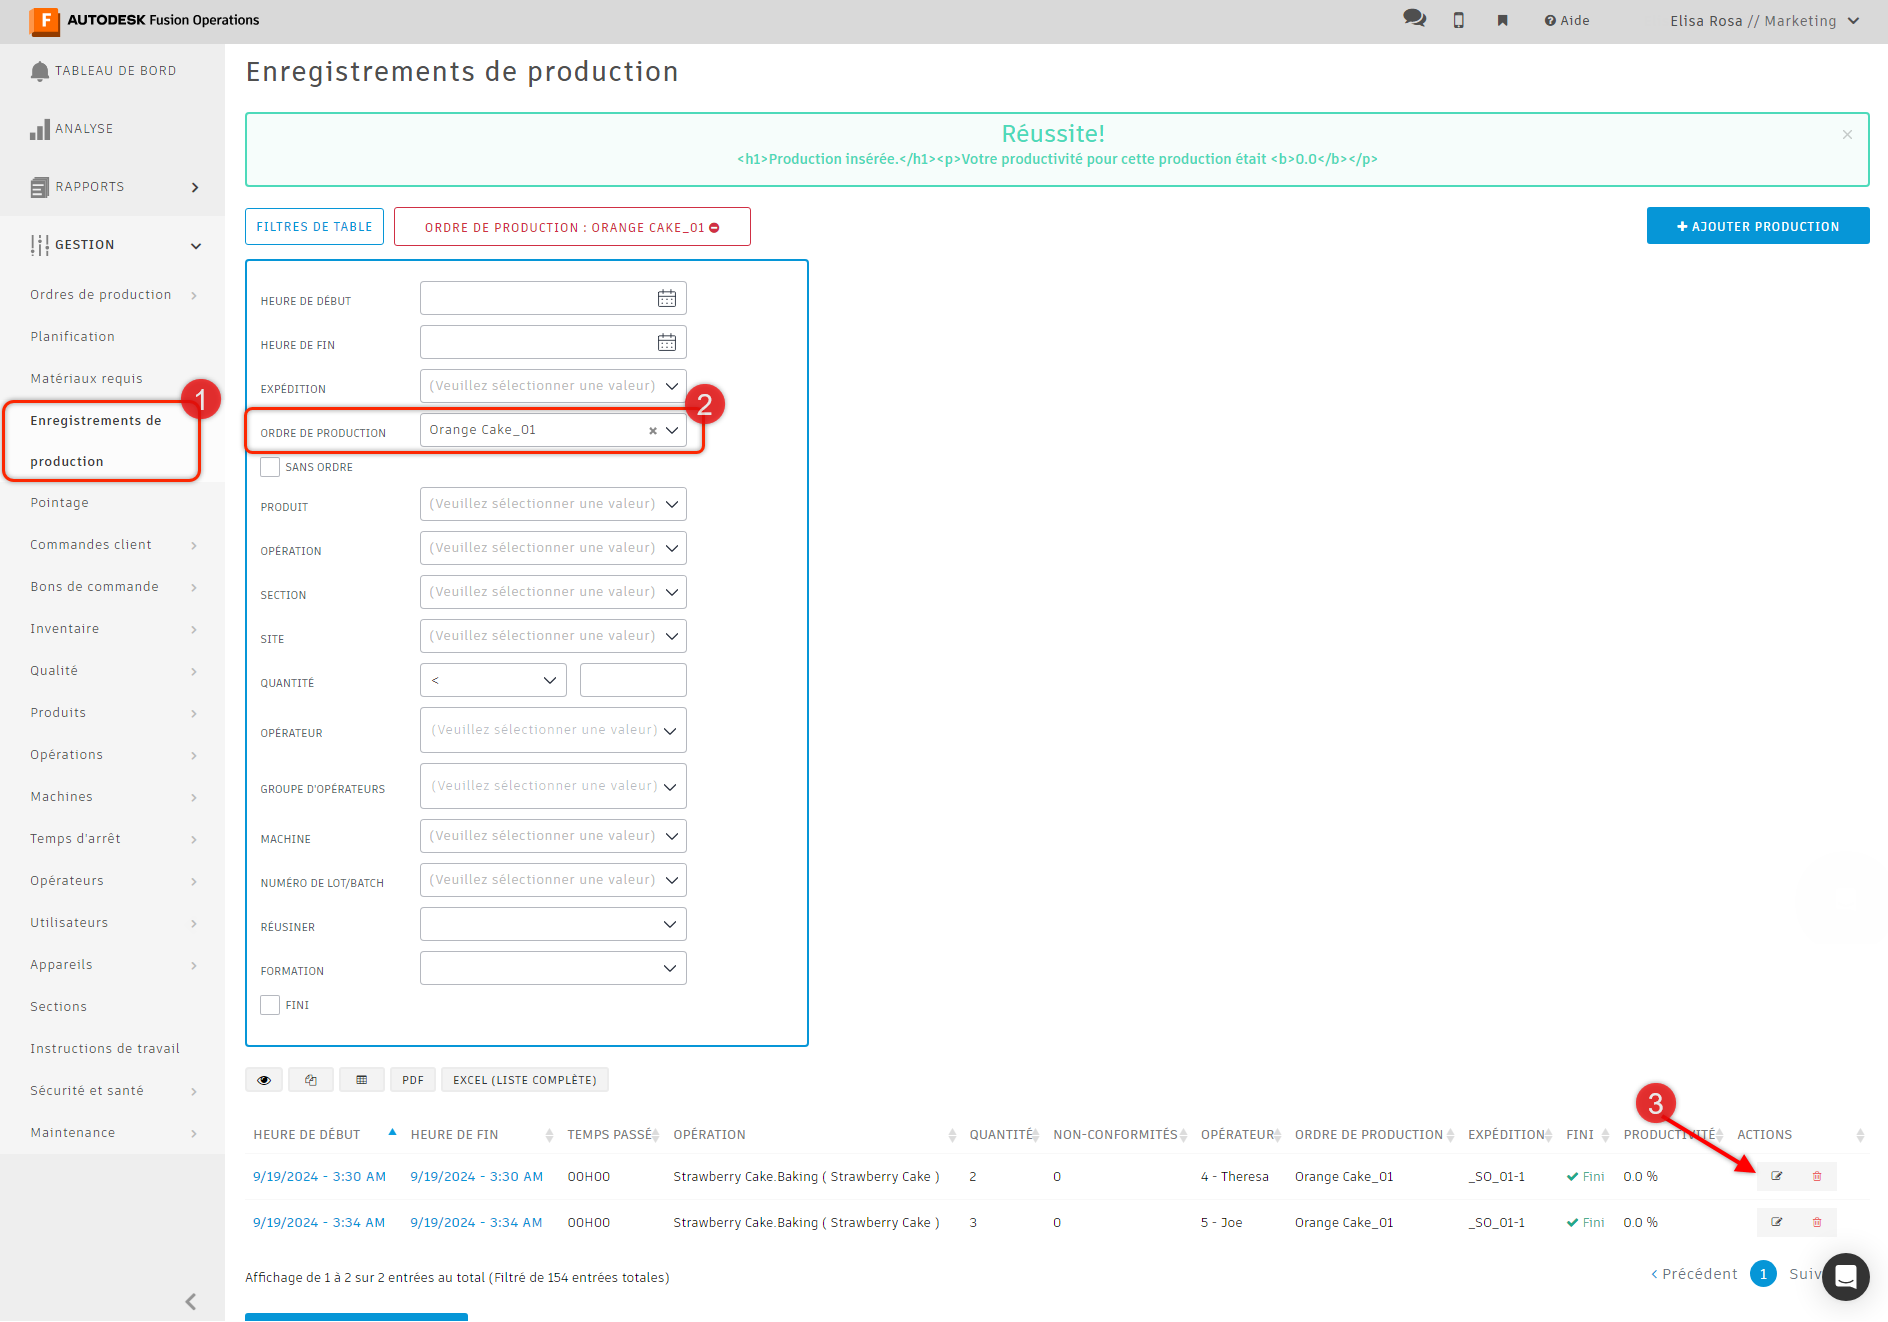 AUTODESK Fusion Operations
Aide
Elisa Rosa // Marketing
TABLEAU DE BORD
ANALYSE
RAPPORTS
GESTION
Ordres de production
Planification
Matériaux requis
1
Enregistrements de
production
Pointage
Commandes client
Bons de commande
Inventaire
Qualité
Produits
Opérations
Machines
Temps d'arrêt
Opérateurs
Utilisateurs
Appareils
Sections
Instructions de travail
Sécurité et santé
Maintenance
Enregistrements de production
Réussite!
<h1>Production insérée.</h1><p>Votre productivité pour cette production était <b>0.0</b></p>
FILTRES DE TABLE
ORDRE DE PRODUCTION : ORANGE CAKE_01
AJOUTER PRODUCTION
HEURE DE DÉBUT
HEURE DE FIN
EXPÉDITION (Veuillez sélectionner une valeur)
2
ORDRE DE PRODUCTION Orange Cake_01
SANS ORDRE
PRODUIT (Veuillez sélectionner une valeur)
OPÉRATION (Veuillez sélectionner une valeur)
SECTION (Veuillez sélectionner une valeur)
SITE (Veuillez sélectionner une valeur)
QUANTITÉ <
OPÉRATEUR (Veuillez sélectionner une valeur)
GROUPE D'OPÉRATEURS (Veuillez sélectionner une valeur)
MACHINE (Veuillez sélectionner une valeur)
NUMÉRO DE LOT/BATCH (Veuillez sélectionner une valeur)
RÉUSINER
FORMATION
FINI
PDF EXCEL (LISTE COMPLÈTE)
3
HEURE DE DÉBUT HEURE DE FIN TEMPS PASSÉ OPÉRATION QUANTITÉ NON-CONFORMITÉS OPÉRATEUR ORDRE DE PRODUCTION EXPÉDITION FINI PRODUCTIVITÉ ACTIONS
9/19/2024 - 3:30 AM 9/19/2024 - 3:30 AM 00H00 Strawberry Cake.Baking ( Strawberry Cake ) 2 0 4 - Theresa Orange Cake_01 _SO_01-1 Fini 0.0 %
9/19/2024 - 3:34 AM 9/19/2024 - 3:34 AM 00H00 Strawberry Cake.Baking ( Strawberry Cake ) 3 0 5 - Joe Orange Cake_01 _SO_01-1 Fini 0.0 %
Affichage de 1 à 2 sur 2 entrées au total (Filtré de 154 entrées totales)
< Précédent 1 Suiv